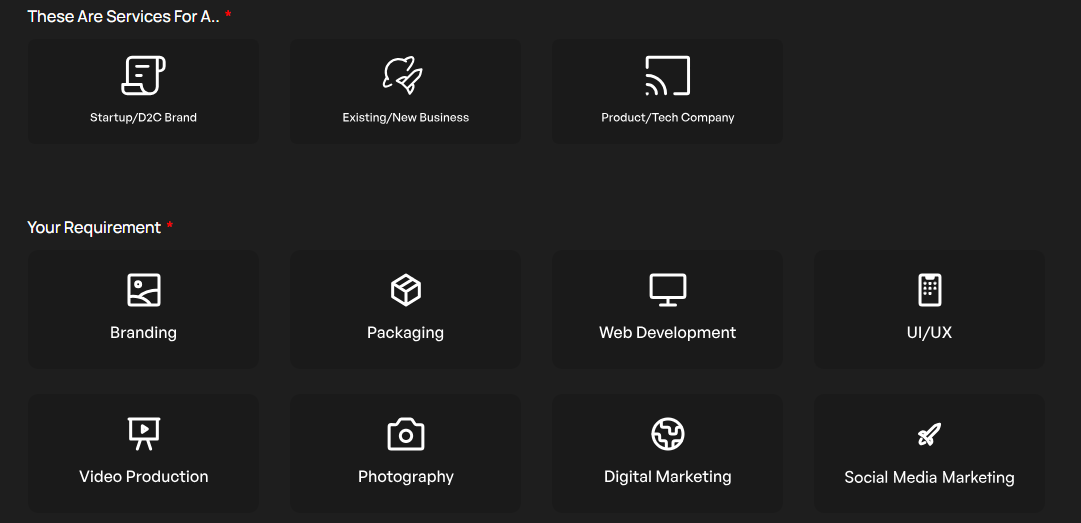 These Are Services For A.. *
Startup/D2C Brand
Existing/New Business
Product/Tech Company
Your Requirement *
Branding
Packaging
Web Development
UI/UX
Video Production
Photography
Digital Marketing
Social Media Marketing